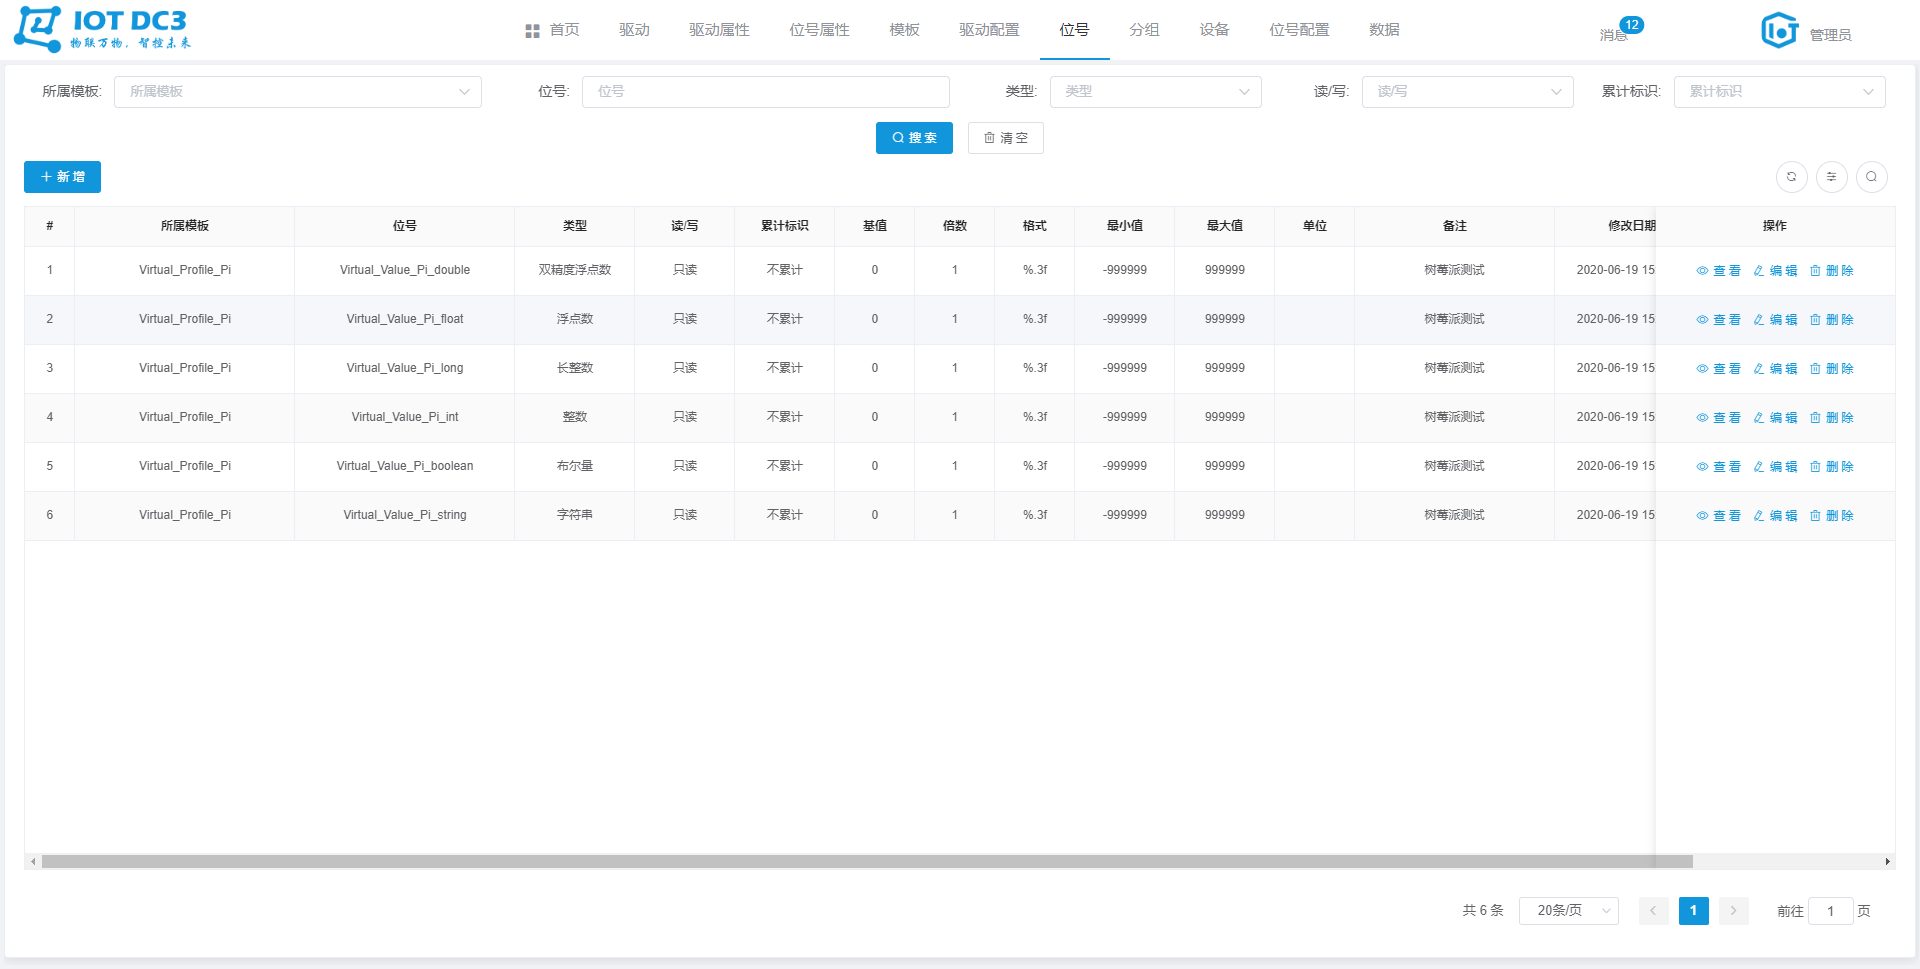 IOT DC3
物联万物，智控未来
首页 驱动 驱动属性 位号属性 模板 驱动配置 位号 分组 设备 位号配置 数据 消息 12 管理员
所属模板: 所属模板 位号: 位号 类型: 类型 读/写: 读/写 累计标识: 累计标识
搜 索 清 空
新 增
# 所属模板 位号 类型 读/写 累计标识 基值 倍数 格式 最小值 最大值 单位 备注 修改日期 操作
1 Virtual_Profile_Pi Virtual_Value_Pi_double 双精度浮点数 只读 不累计 0 1 %.3f -999999 999999 树莓派测试 2020-06-19 15 查 看 编 辑 删 除
2 Virtual_Profile_Pi Virtual_Value_Pi_float 浮点数 只读 不累计 0 1 %.3f -999999 999999 树莓派测试 2020-06-19 15 查 看 编 辑 删 除
3 Virtual_Profile_Pi Virtual_Value_Pi_long 长整数 只读 不累计 0 1 %.3f -999999 999999 树莓派测试 2020-06-19 15 查 看 编 辑 删 除
4 Virtual_Profile_Pi Virtual_Value_Pi_int 整数 只读 不累计 0 1 %.3f -999999 999999 树莓派测试 2020-06-19 15 查 看 编 辑 删 除
5 Virtual_Profile_Pi Virtual_Value_Pi_boolean 布尔量 只读 不累计 0 1 %.3f -999999 999999 树莓派测试 2020-06-19 15 查 看 编 辑 删 除
6 Virtual_Profile_Pi Virtual_Value_Pi_string 字符串 只读 不累计 0 1 %.3f -999999 999999 树莓派测试 2020-06-19 15 查 看 编 辑 删 除
共 6 条 20条/页 1 前往 1 页